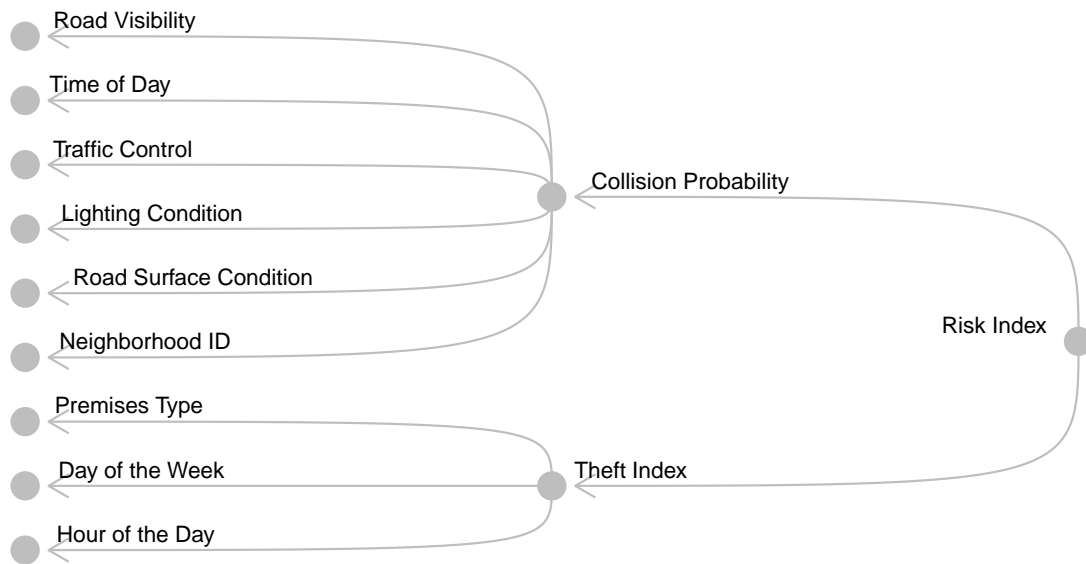 Road Visibility
Time of Day
Traffic Control
Collision Probability
Lighting Condition
Road Surface Condition
Risk Index
Neighborhood ID
Premises Type
Day of the Week
Theft Index
Hour of the Day